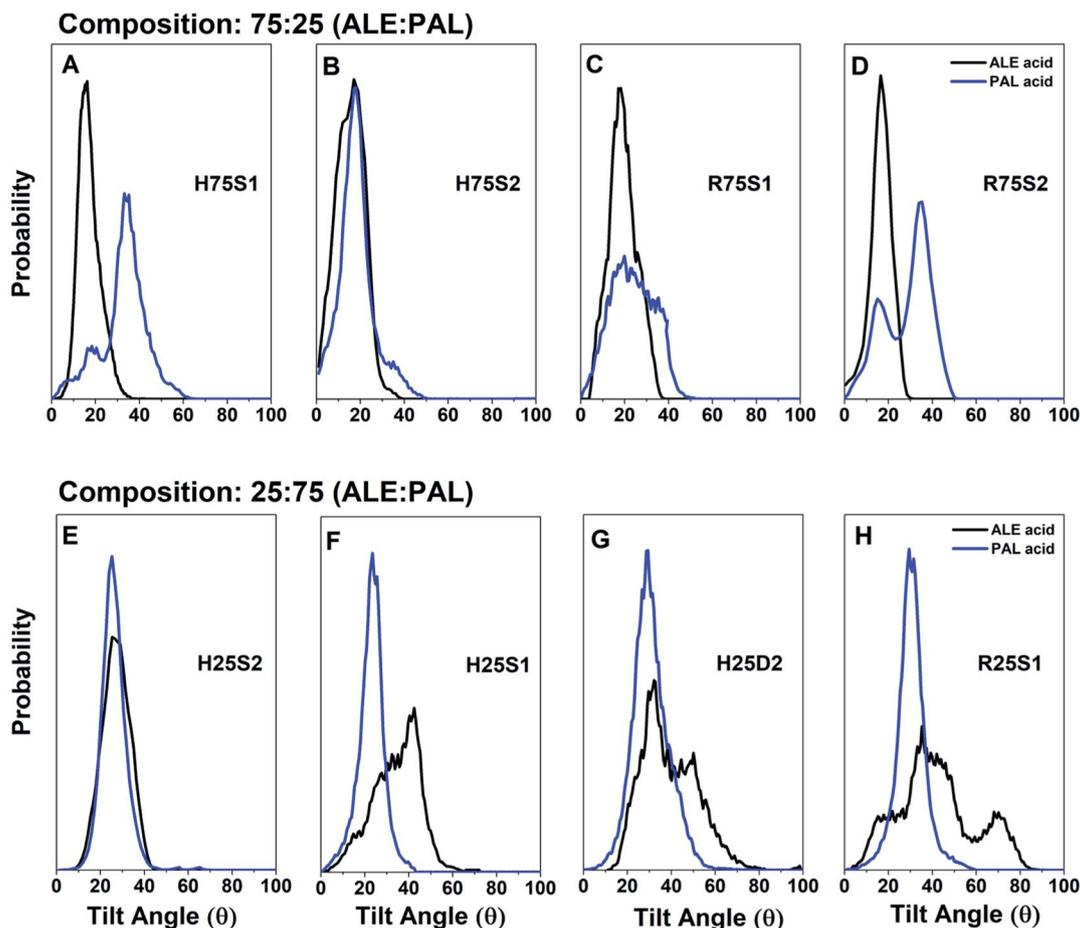 Composition: 75:25 (ALE:PAL)
A
B
C
D
ALE acid
PAL acid
H75S1
H75S2
R75S1
R75S2
Probability
0 20 40 60 80 100
0 20 40 60 80 100
0 20 40 60 80 100
0 20 40 60 80 100
Composition: 25:75 (ALE:PAL)
E
F
G
H
ALE acid
PAL acid
H25S2
H25S1
H25D2
R25S1
Probability
0 20 40 60 80 100
0 20 40 60 80 100
0 20 40 60 80 100
0 20 40 60 80 100
Tilt Angle (θ)
Tilt Angle (θ)
Tilt Angle (θ)
Tilt Angle (θ)